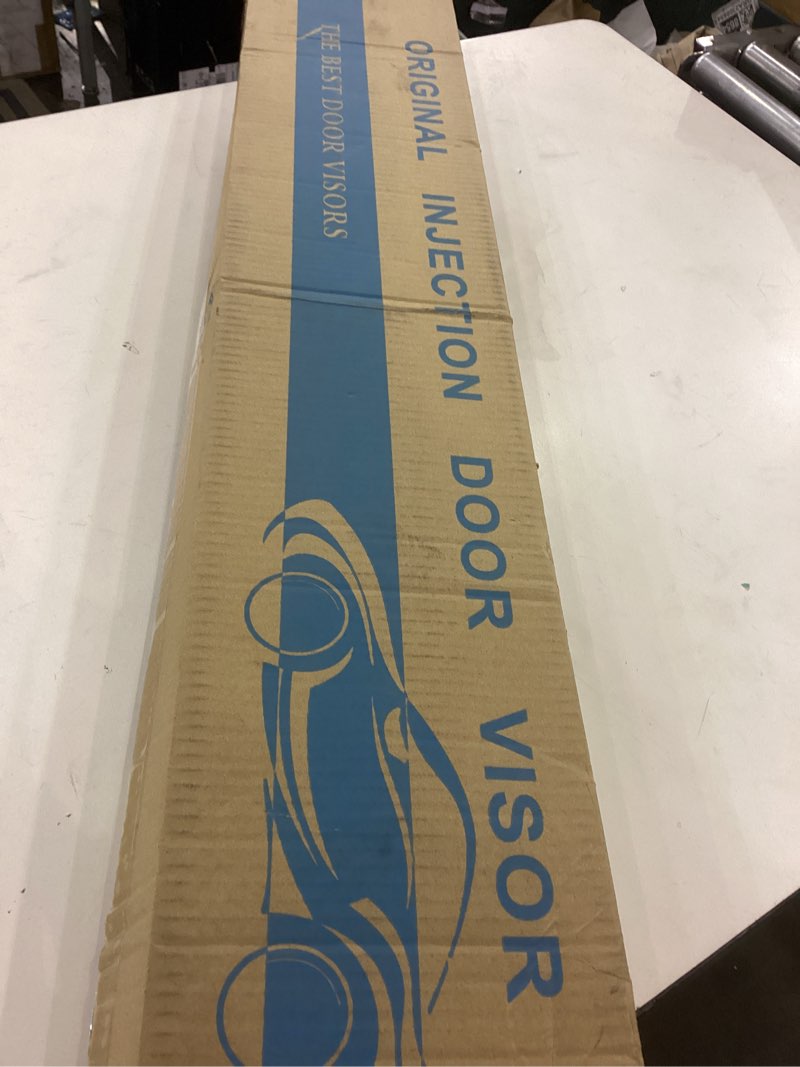 ORIGINAL INJECTION DOOR VISOR
THE BEST DOOR VISORS